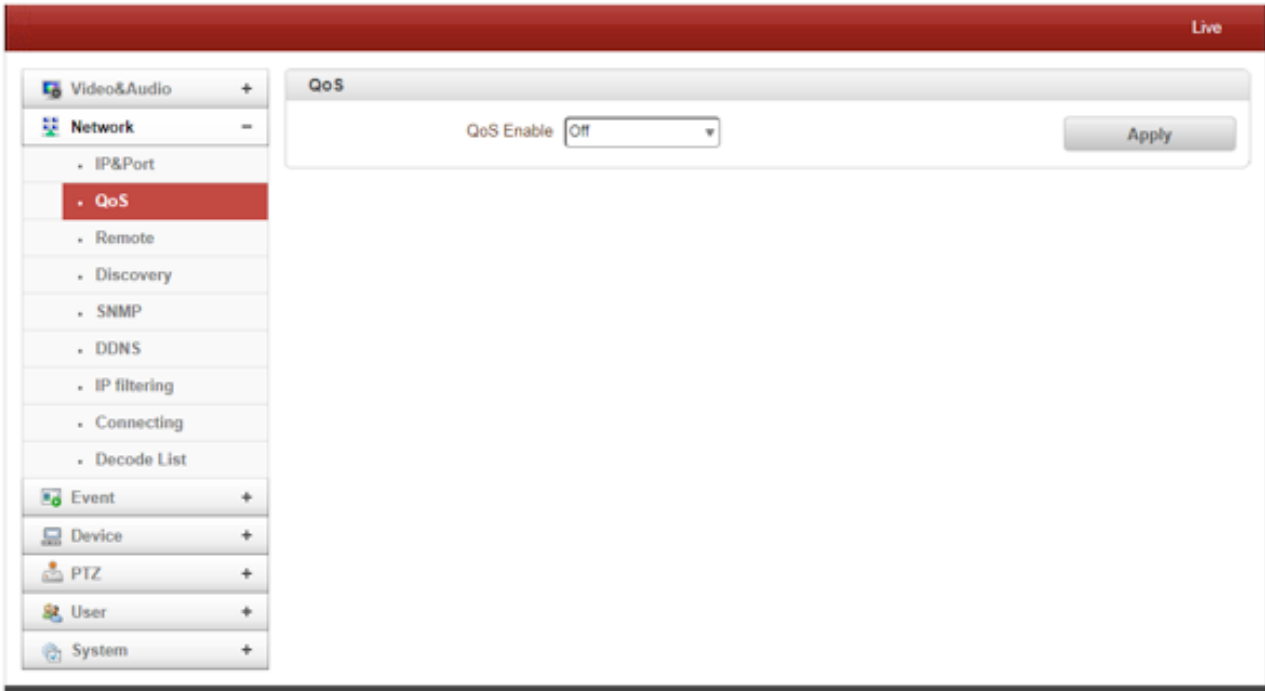 Live
Video&Audio +
Network -
IP&Port
QoS
Remote
Discovery
SNMP
DDNS
IP filtering
Connecting
Decode List
Event +
Device +
PTZ +
User +
System +
QoS
QoS Enable Off
Apply